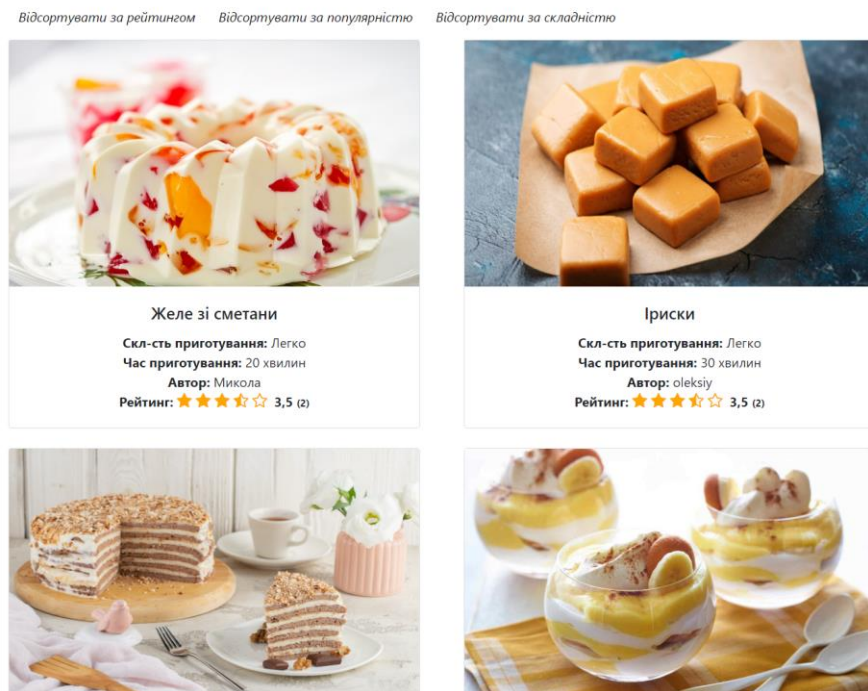 Відсортувати за рейтингом Відсортувати за популярністю Відсортувати за складністю
Желе зі сметани
Скл-сть приготування: Легко
Час приготування: 20 хвилин
Автор: Микола
Рейтинг: 3,5 (2)
Іриски
Скл-сть приготування: Легко
Час приготування: 30 хвилин
Автор: oleksiy
Рейтинг: 3,5 (2)